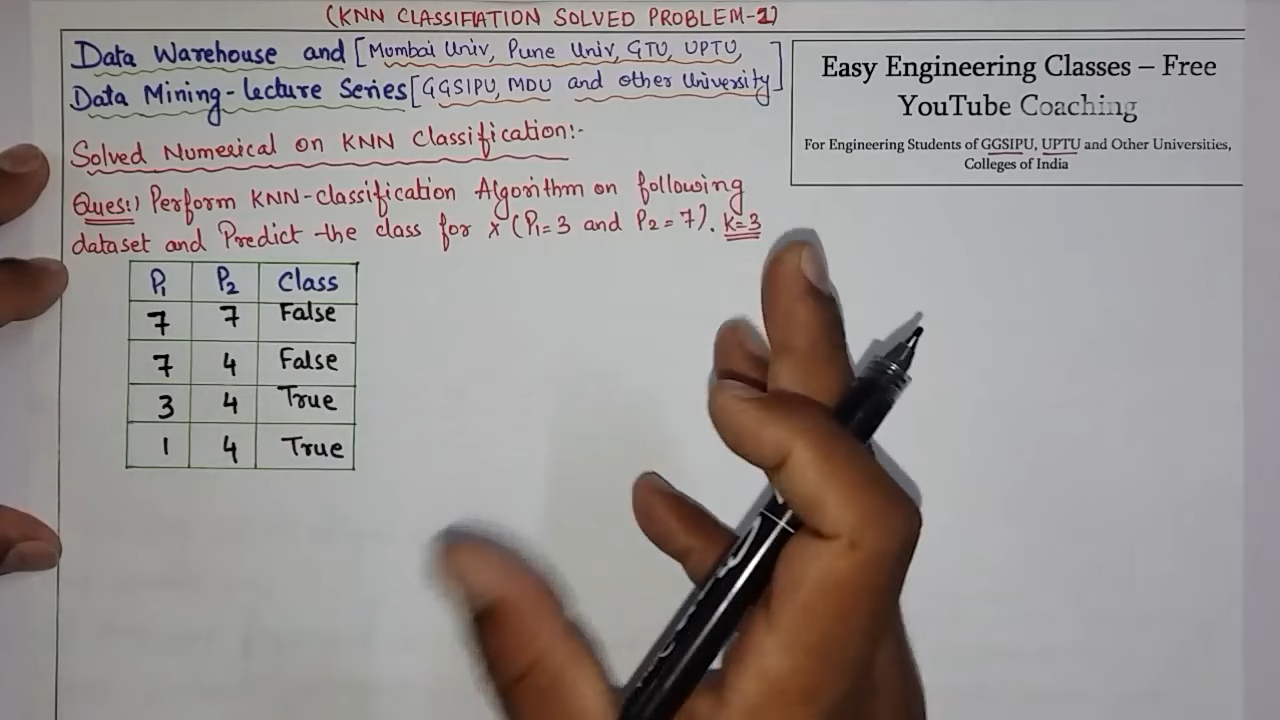 (KNN CLASSIFIATION SOLVED PROBLEM-1)
Data Warehouse and [Mumbai Univ, Pune Univ, GTU, UPTU,
Data Mining-Lecture Series [GGSIPU, MDU and other University]
Easy Engineering Classes – Free
YouTube Coaching
For Engineering Students of GGSIPU, UPTU and Other Universities,
Colleges of India
Solved Numerical on KNN Classification:-
Ques:1) Perform KNN-classification Algorithm on following
dataset and Predict the class for x (P1=3 and P2=7). K=3
P1 P2 Class
7 7 False
7 4 False
3 4 True
1 4 True